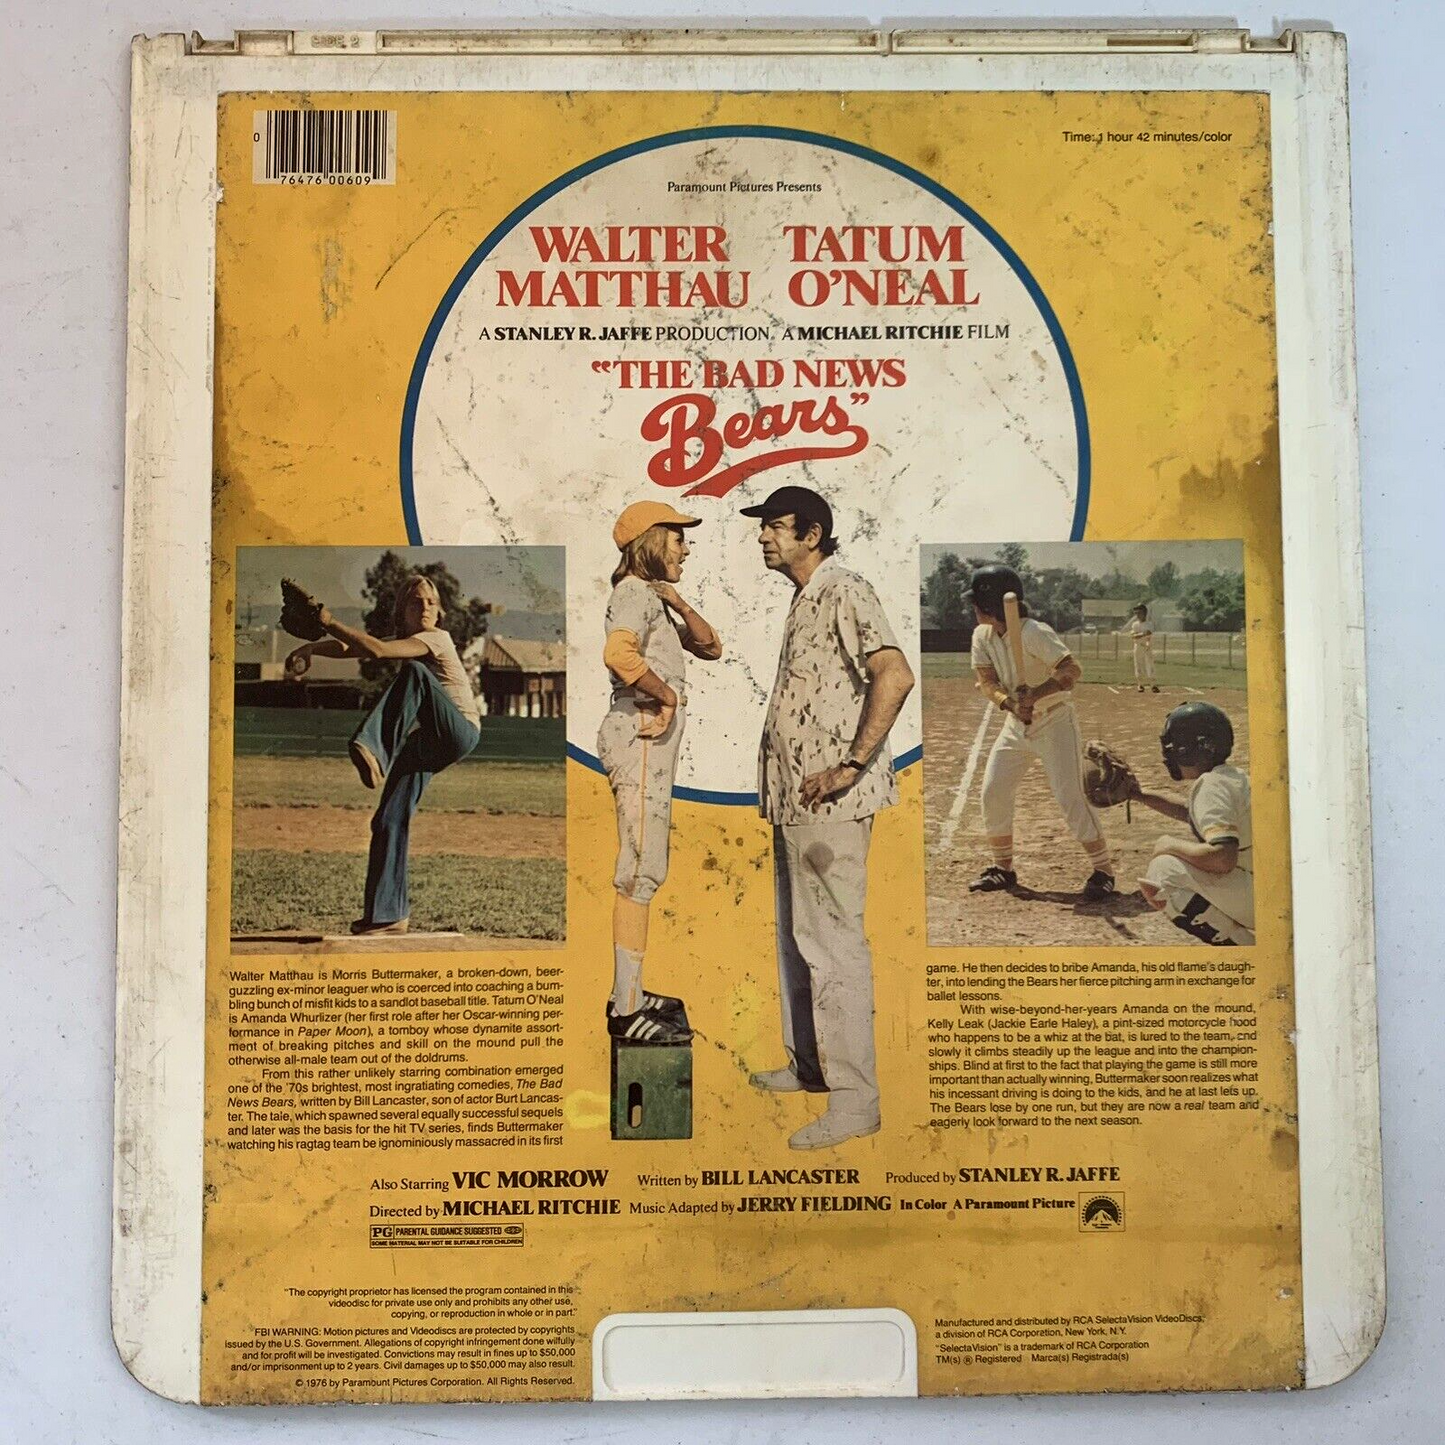 SIDE 2
0
76476 00609
Time: 1 hour 42 minutes/color
Paramount Pictures Presents
WALTER TATUM
MATTHAU O'NEAL
A STANLEY R. JAFFE PRODUCTION. A MICHAEL RITCHIE FILM
"THE BAD NEWS
Bears"
Walter Matthau is Morris Buttermaker, a broken-down, beer-
guzzling ex-minor leaguer who is coerced into coaching a bum-
bling bunch of misfit kids to a sandlot baseball title. Tatum O'Neal
is Amanda Whurlizer (her first role after her Oscar-winning per-
formance in Paper Moon), a tomboy whose dynamite assort-
ment of breaking pitches and skill on the mound pull the
otherwise all-male team out of the doldrums.
From this rather unlikely starring combination emerged
one of the '70s brightest, most ingratiating comedies, The Bad
News Bears, written by Bill Lancaster, son of actor Burt Lancas-
ter. The tale, which spawned several equally successful sequels
and later was the basis for the hit TV series, finds Buttermaker
watching his ragtag team be ignominiously massacred in its first
game. He then decides to bribe Amanda, his old flame's daugh-
ter, into lending the Bears her fierce pitching arm in exchange for
ballet lessons.
With wise-beyond-her-years Amanda on the mound,
Kelly Leak (Jackie Earle Haley), a pint-sized motorcycle hood
who happens to be a whiz at the bat, is lured to the team, and
slowly it climbs steadily up the league and into the champion-
ships. Blind at first to the fact that playing the game is still more
important than actually winning, Buttermaker soon realizes what
his incessant driving is doing to the kids, and he at last lets up.
The Bears lose by one run, but they are now a real team and
eagerly look forward to the next season.
Also Starring VIC MORROW Written by BILL LANCASTER Produced by STANLEY R. JAFFE
Directed by MICHAEL RITCHIE Music Adapted by JERRY FIELDING In Color A Paramount Picture
PG PARENTAL GUIDANCE SUGGESTED
SOME MATERIAL MAY NOT BE SUITABLE FOR CHILDREN
"The copyright proprietor has licensed the program contained in this
videodisc for private use only and prohibits any other use,
copying, or reproduction in whole or in part."
FBI WARNING: Motion pictures and Videodiscs are protected by copyrights
issued by the U.S. Government. Allegations of copyright infringement done wilfully
and for profit will be investigated. Convictions may result in fines up to $50,000
and/or imprisonment up to 2 years. Civil damages up to $50,000 may also result.
© 1976 by Paramount Pictures Corporation. All Rights Reserved.
Manufactured and distributed by RCA SelectaVision VideoDiscs,
a division of RCA Corporation, New York, N.Y.
"SelectaVision" is a trademark of RCA Corporation
TM(s) ® Registered Marca(s) Registrada(s)